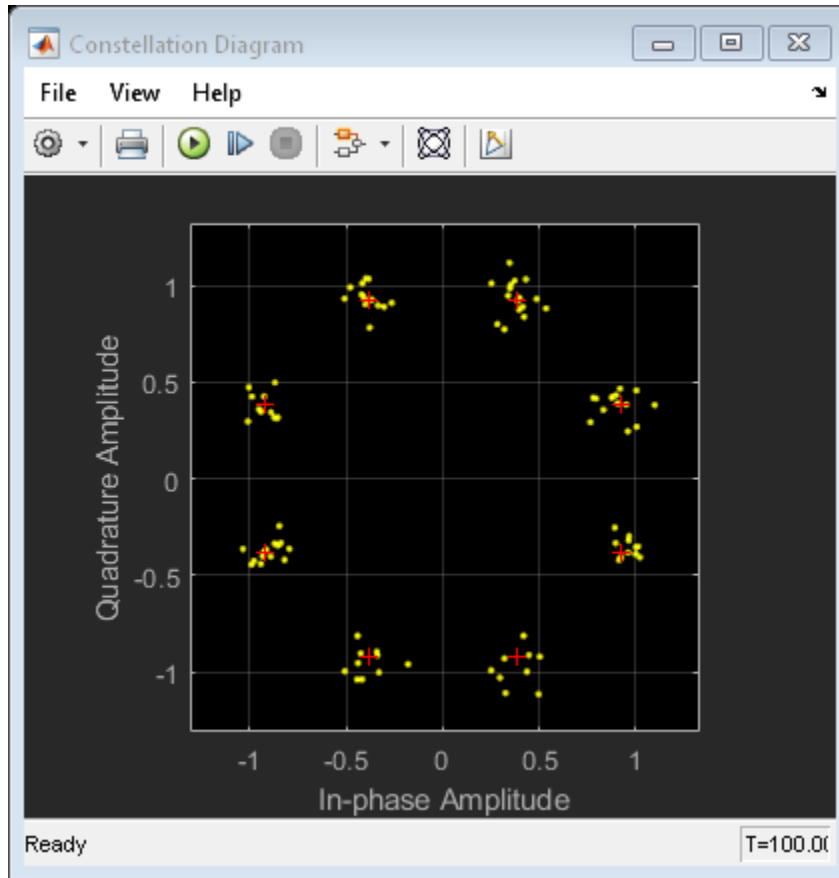 Constellation Diagram
File View Help
1
0.5
0
-0.5
-1
Quadrature Amplitude
-1 -0.5 0 0.5 1
In-phase Amplitude
Ready T=100.0